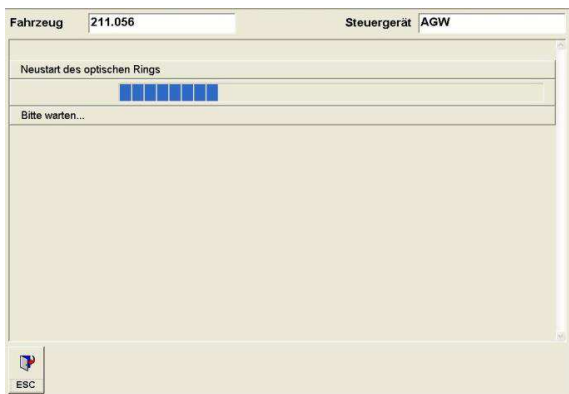 Fahrzeug 211.056 Steuergerät AGW
Neustart des optischen Rings
Bitte warten...
ESC